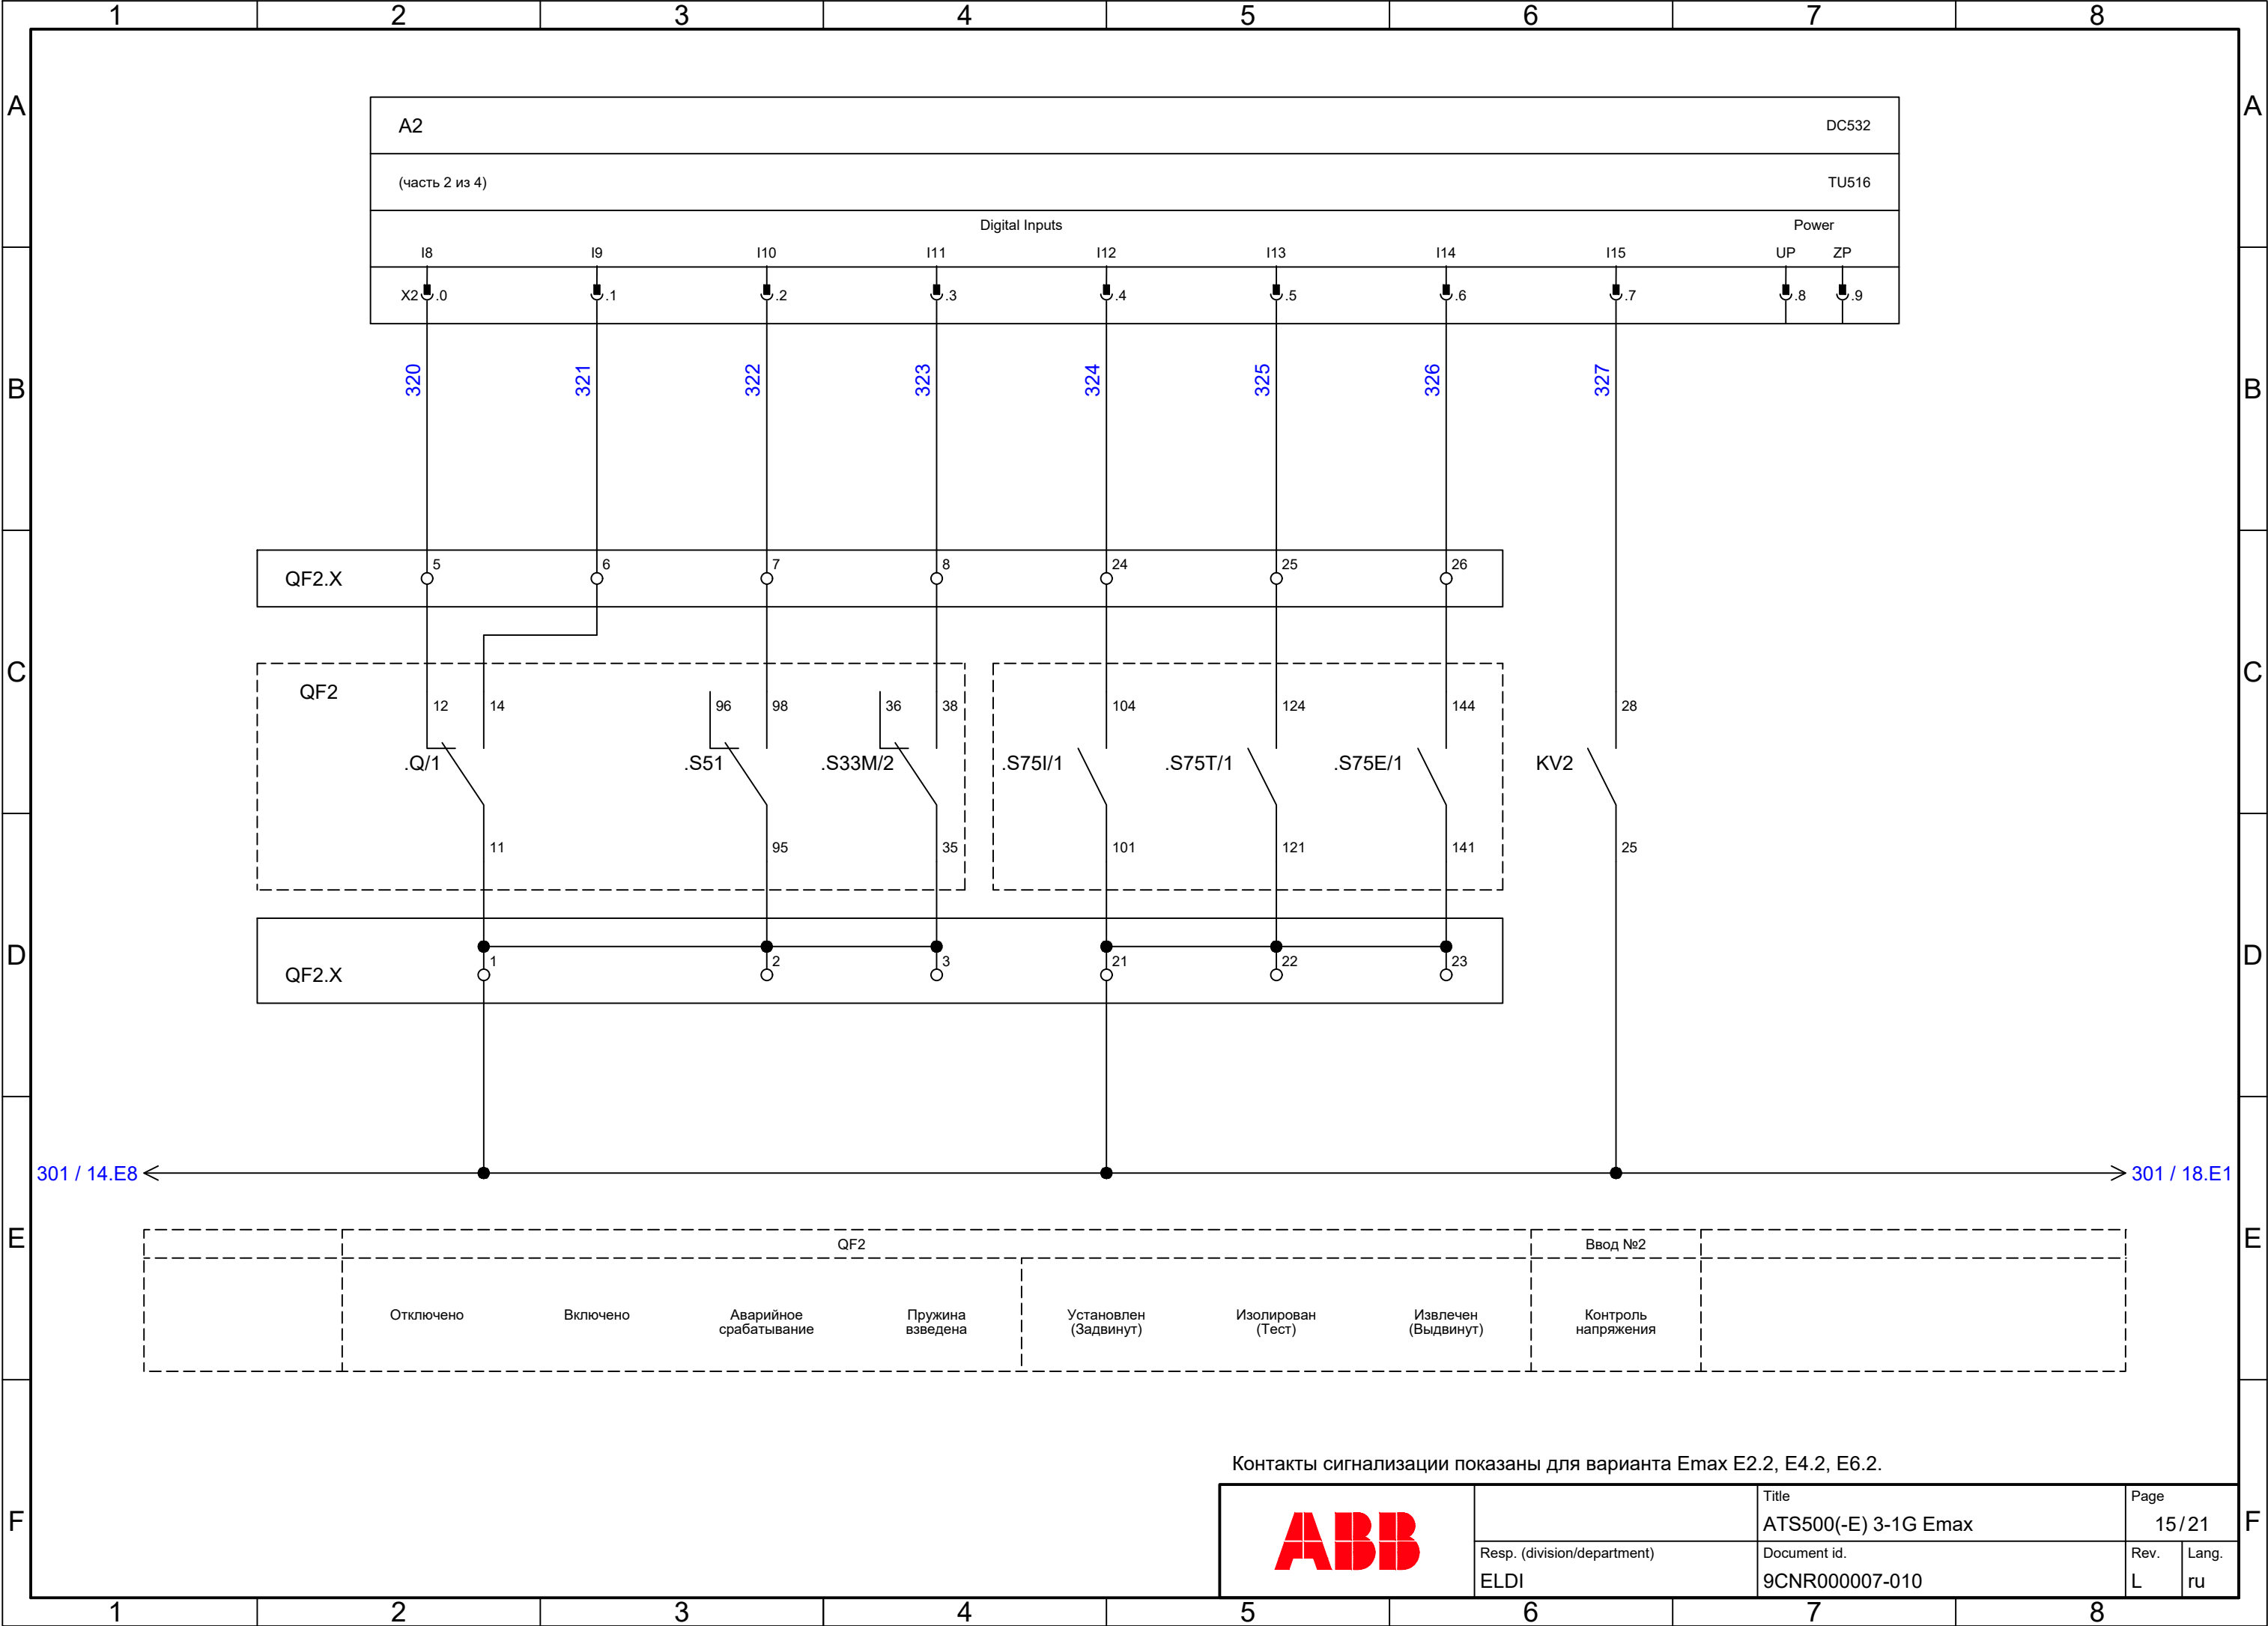 1 2 3 4 5 6 7 8
A A
A2 DC532
(часть 2 из 4) TU516
Digital Inputs Power
I8 I9 I10 I11 I12 I13 I14 I15 UP ZP
X2 .0 .1 .2 .3 .4 .5 .6 .7 .8 .9
B B
320 321 322 323 324 325 326 327
QF2.X 5 6 7 8 24 25 26
C C
QF2
12 14 96 98 36 38 104 124 144 28
.Q/1 .S51 .S33M/2 .S75I/1 .S75T/1 .S75E/1 KV2
11 95 35 101 121 141 25
D D
QF2.X 1 2 3 21 22 23
301 / 14.E8 301 / 18.E1
E E
QF2 Ввод №2
Отключено
Включено
Аварийное
срабатывание
Пружина
взведена
Установлен
(Задвинут)
Изолирован
(Тест)
Извлечен
(Выдвинут)
Контроль
напряжения
Контакты сигнализации показаны для варианта Emax E2.2, E4.2, E6.2.
F F
ABB
Title
ATS500(-E) 3-1G Emax
Page
15/21
Resp. (division/department)
ELDI
Document id.
9CNR000007-010
Rev.
L
Lang.
ru
1 2 3 4 5 6 7 8